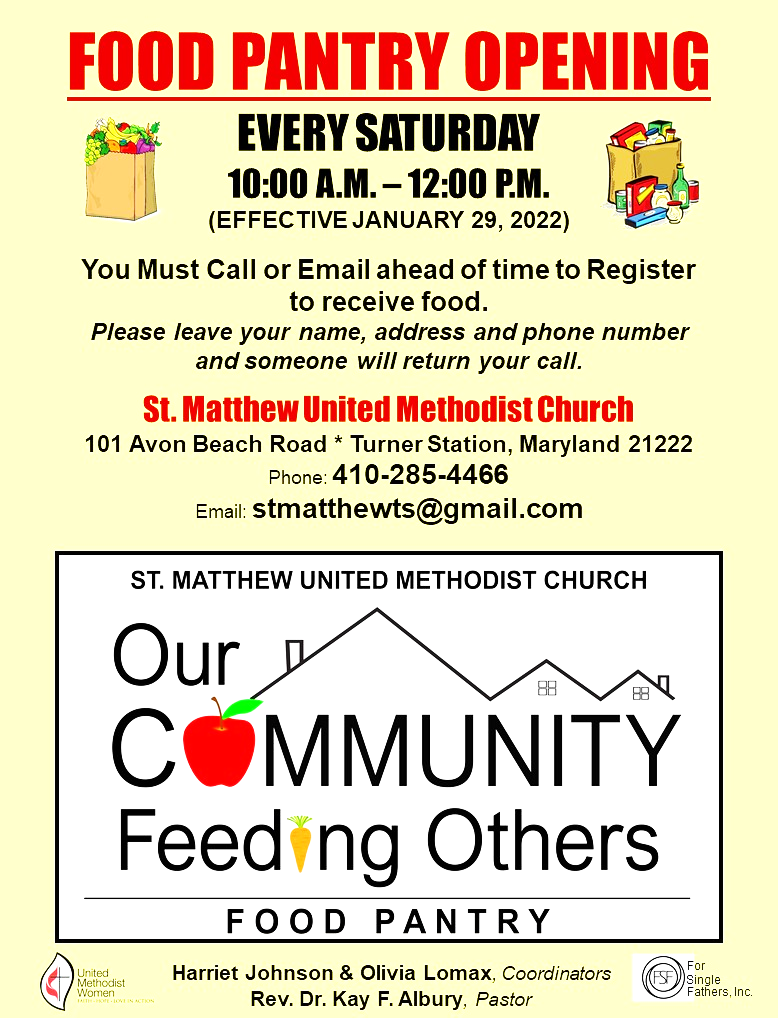 FOOD PANTRY OPENING
EVERY SATURDAY
10:00 A.M. – 12:00 P.M.
(EFFECTIVE JANUARY 29, 2022)
You Must Call or Email ahead of time to Register
to receive food.
Please leave your name, address and phone number
and someone will return your call.
St. Matthew United Methodist Church
101 Avon Beach Road * Turner Station, Maryland 21222
Phone: 410-285-4466
Email: stmatthewts@gmail.com
ST. MATTHEW UNITED METHODIST CHURCH
Our
COMMUNITY
Feeding Others
FOOD PANTRY
United
Methodist
Women
Harriet Johnson & Olivia Lomax, Coordinators
Rev. Dr. Kay F. Albury, Pastor
FSF
For
Single
Fathers, Inc.